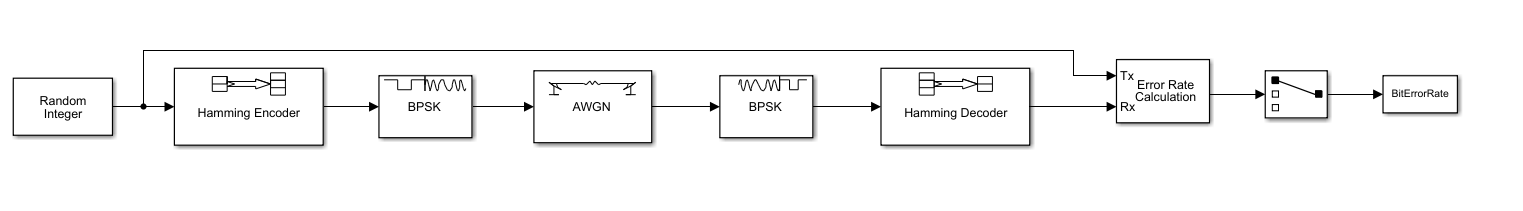 Random
Integer
Hamming Encoder
BPSK
AWGN
BPSK
Hamming Decoder
Tx
Error Rate
Calculation
Rx
BitErrorRate